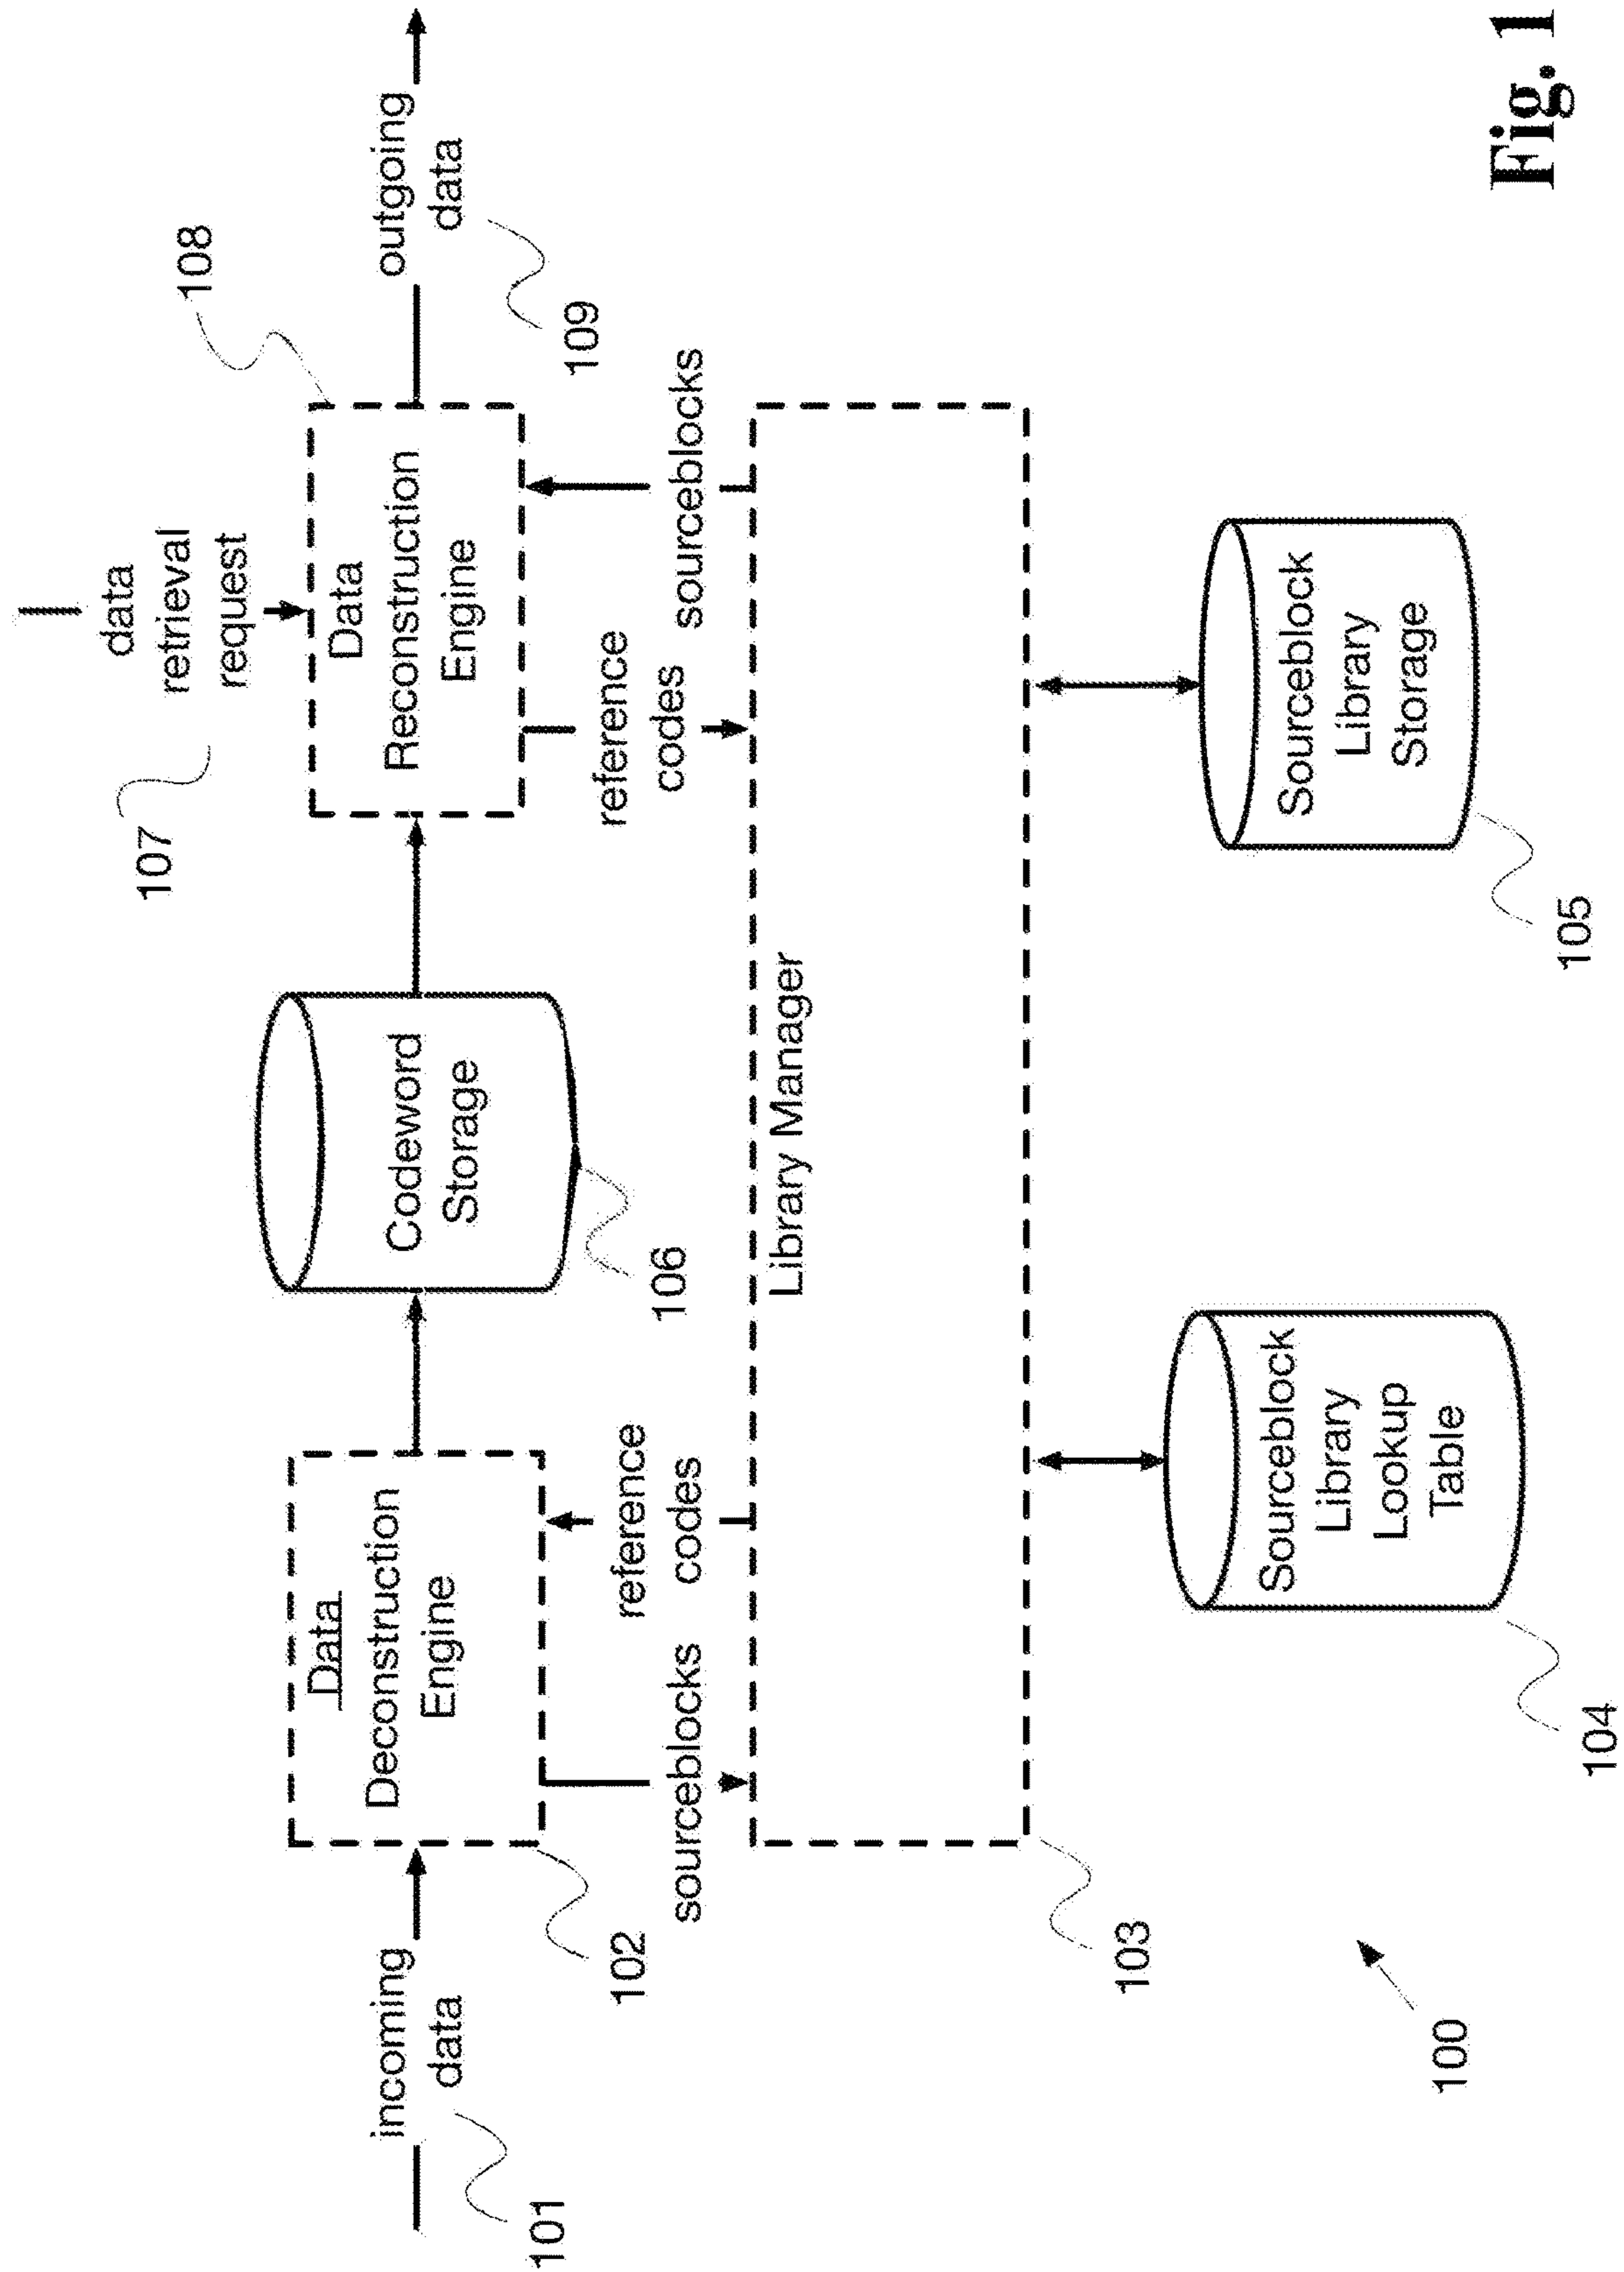 data
retrieval
request
107
108
incoming
data
101
Data
Deconstruction
Engine
102
Codeword
Storage
106
Data
Reconstruction
Engine
outgoing
data
109
sourceblocks
reference
codes
reference
codes
sourceblocks
Library Manager
103
Sourceblock
Library
Lookup
Table
104
Sourceblock
Library
Storage
105
100
Fig. 1